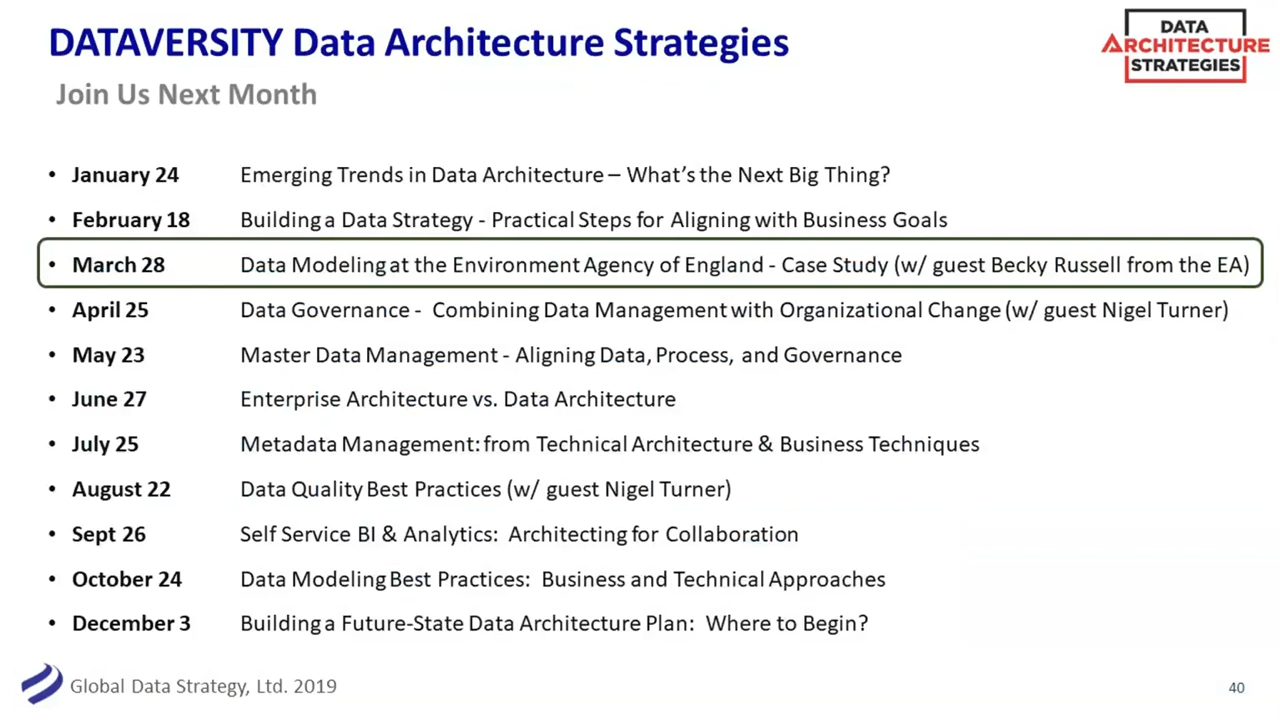 DATAVERSITY Data Architecture Strategies
DATA
ARCHITECTURE
STRATEGIES
Join Us Next Month
• January 24 Emerging Trends in Data Architecture – What's the Next Big Thing?
• February 18 Building a Data Strategy - Practical Steps for Aligning with Business Goals
• March 28 Data Modeling at the Environment Agency of England - Case Study (w/ guest Becky Russell from the EA)
• April 25 Data Governance - Combining Data Management with Organizational Change (w/ guest Nigel Turner)
• May 23 Master Data Management - Aligning Data, Process, and Governance
• June 27 Enterprise Architecture vs. Data Architecture
• July 25 Metadata Management: from Technical Architecture & Business Techniques
• August 22 Data Quality Best Practices (w/ guest Nigel Turner)
• Sept 26 Self Service BI & Analytics: Architecting for Collaboration
• October 24 Data Modeling Best Practices: Business and Technical Approaches
• December 3 Building a Future-State Data Architecture Plan: Where to Begin?
Global Data Strategy, Ltd. 2019
40